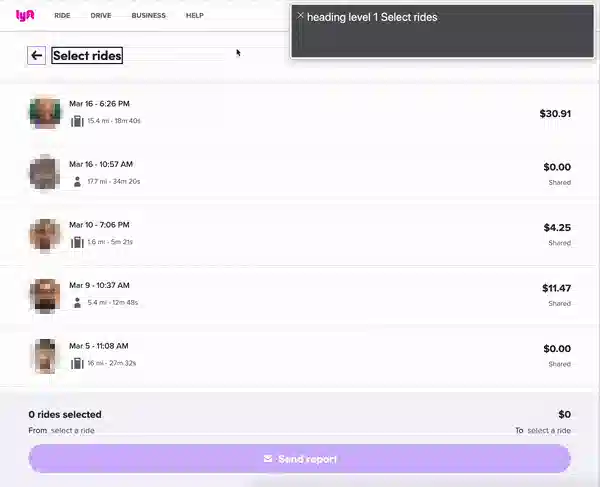 lyft RIDE DRIVE BUSINESS HELP
heading level 1 Select rides
Select rides
Mar 16 - 6:26 PM
15.4 mi - 18m 40s
$30.91
Mar 16 - 10:57 AM
17.7 mi - 34m 20s
$0.00
Shared
Mar 10 - 7:06 PM
1.6 mi - 5m 21s
$4.25
Shared
Mar 9 - 10:37 AM
5.4 mi - 12m 48s
$11.47
Shared
Mar 5 - 11:08 AM
16 mi - 27m 32s
$0.00
Shared
0 rides selected
$0
From select a ride
To select a ride
Send report